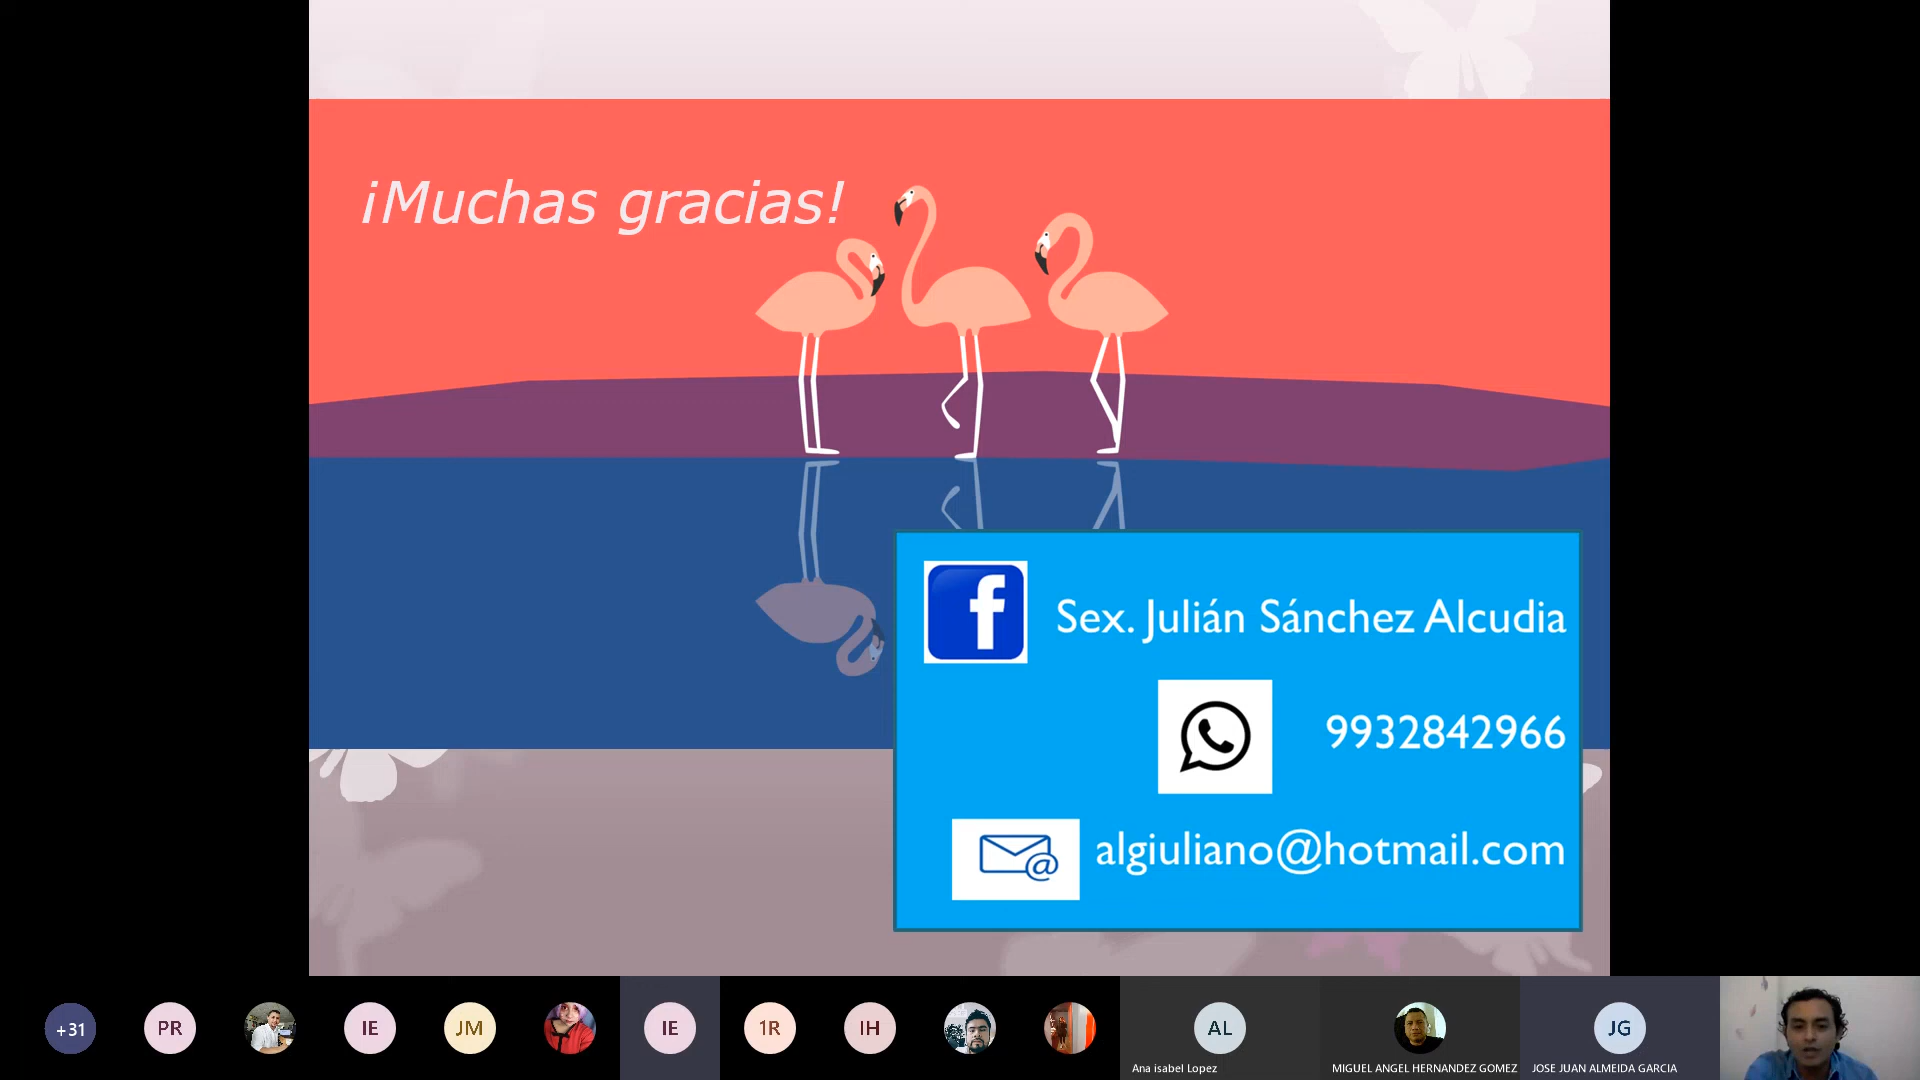 ¡Muchas gracias!
f
Sex. Julián Sánchez Alcudia
9932842966
@
algiuliano@hotmail.com
+31
PR
IE
JM
IE
1R
IH
AL
JG
Ana isabel Lopez
MIGUEL ANGEL HERNANDEZ GOMEZ
JOSE JUAN ALMEIDA GARCIA